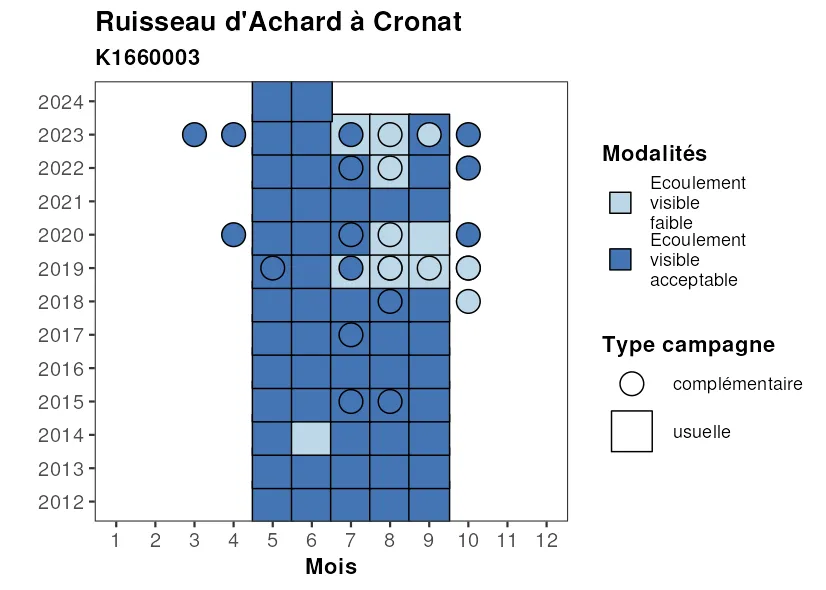 Ruisseau d'Achard à Cronat
K1660003
2024
2023
2022
2021
2020
2019
2018
2017
2016
2015
2014
2013
2012
1 2 3 4 5 6 7 8 9 10 11 12
Mois
Modalités
Ecoulement
visible
faible
Ecoulement
visible
acceptable
Type campagne
complémentaire
usuelle